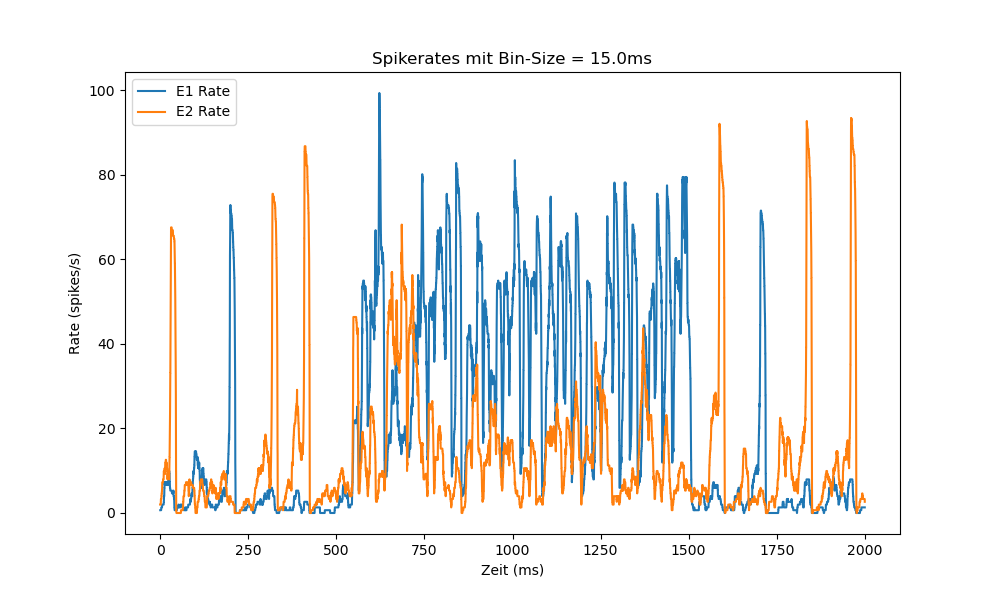 Spikerates mit Bin-Size = 15.0ms
E1 Rate
E2 Rate
100
80
60
40
20
0
Rate (spikes/s)
0 250 500 750 1000 1250 1500 1750 2000
Zeit (ms)